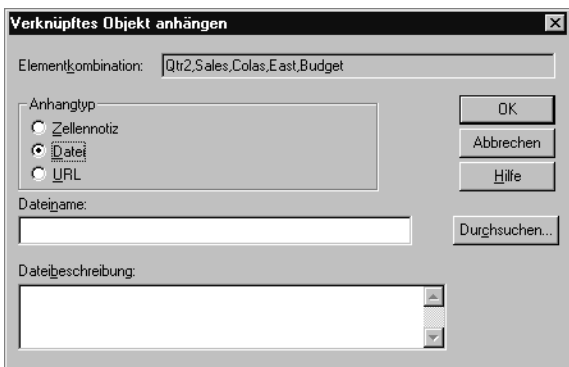 Verknüpftes Objekt anhängen
Elementkombination: Qtr2,Sales,Colas,East,Budget
Anhangtyp
Zellennotiz
Datei
URL
OK
Abbrechen
Hilfe
Dateiname:
Durchsuchen...
Dateibeschreibung: